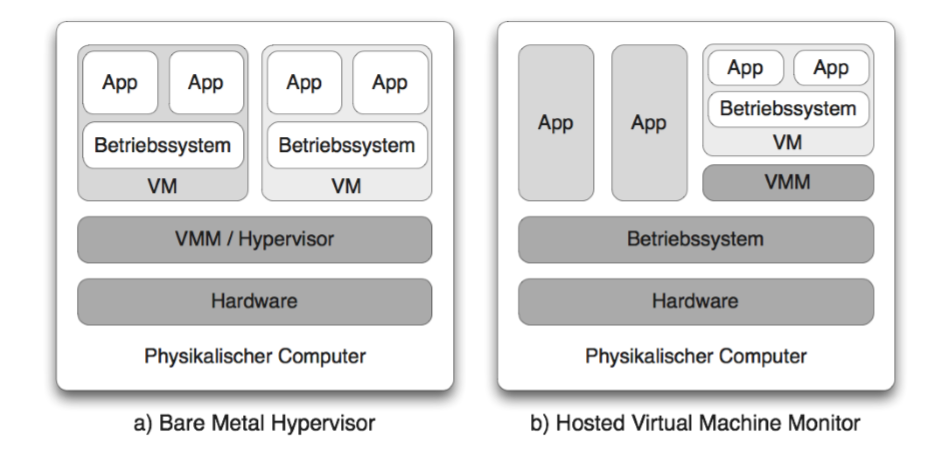 App
App
Betriebssystem
VM
App
App
Betriebssystem
VM
VMM / Hypervisor
Hardware
Physikalischer Computer
a) Bare Metal Hypervisor
App
App
App
App
Betriebssystem
VM
VMM
Betriebssystem
Hardware
Physikalischer Computer
b) Hosted Virtual Machine Monitor